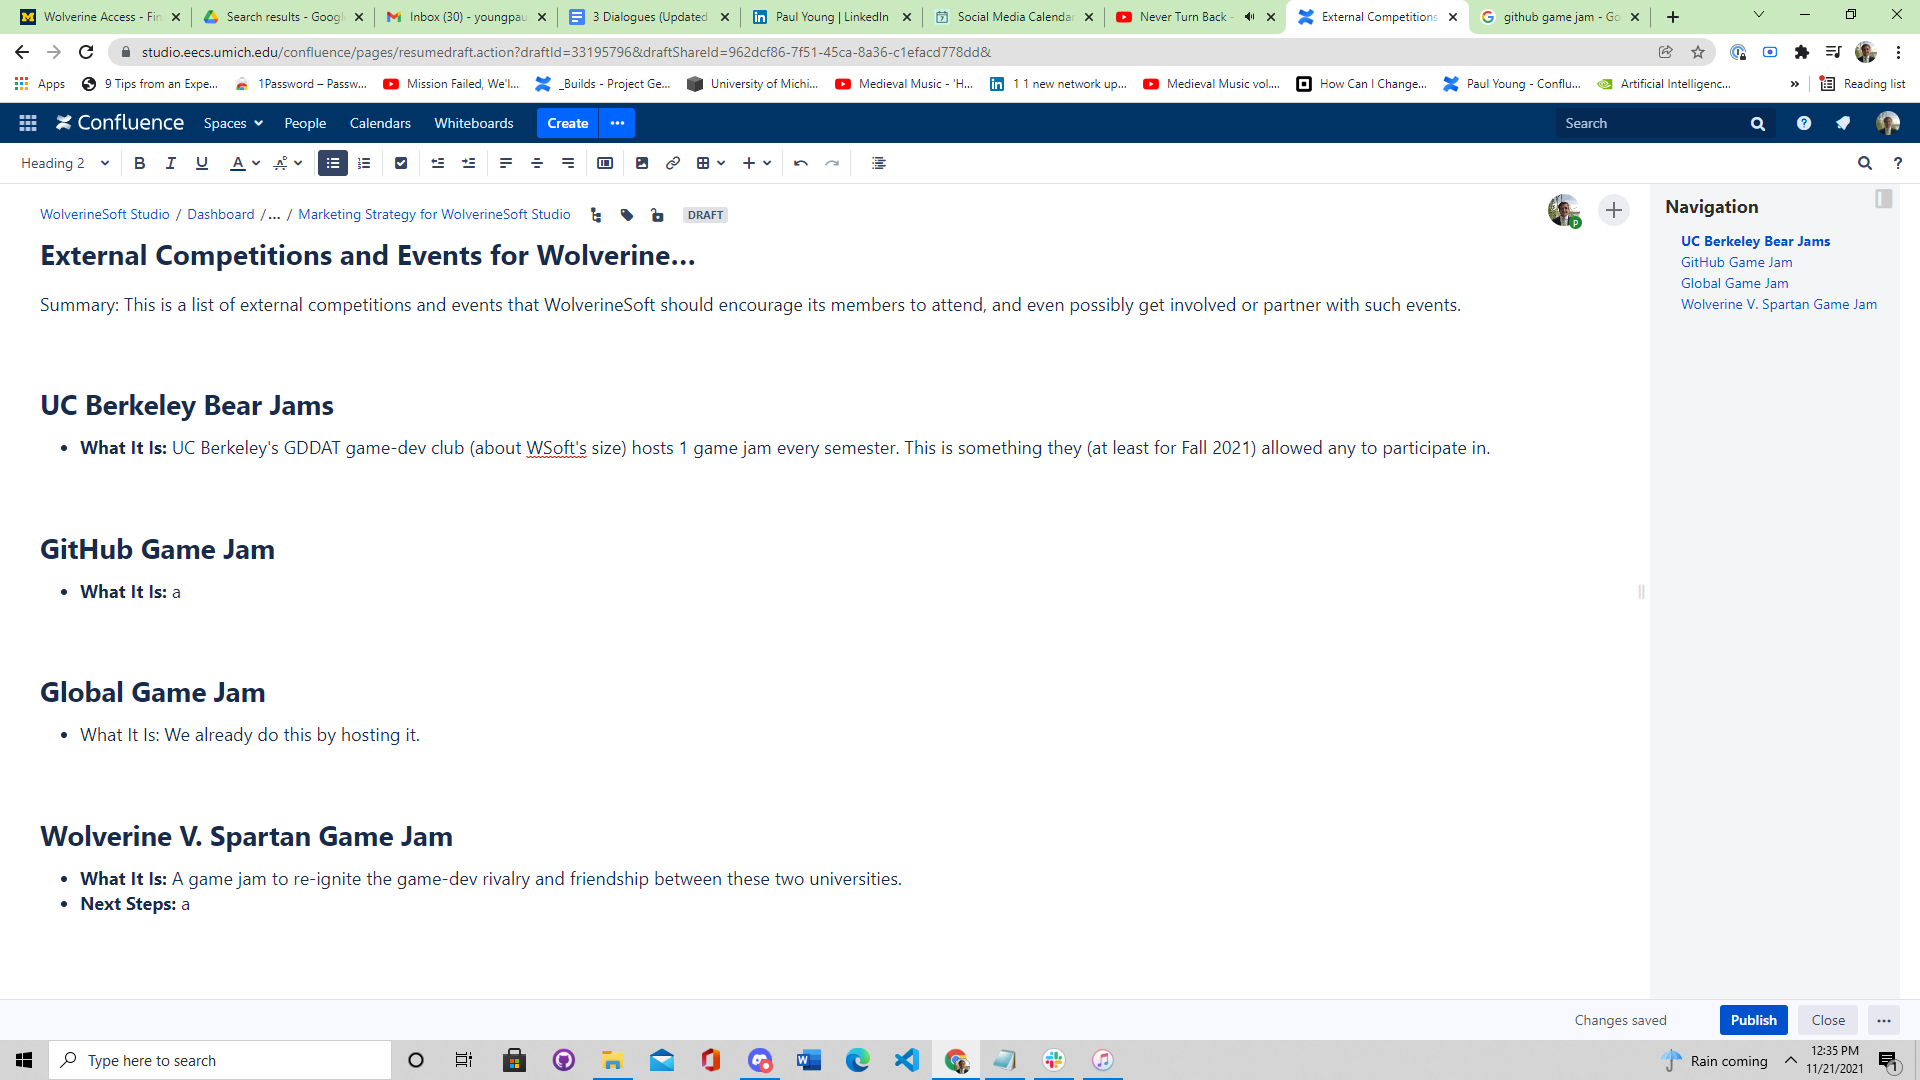 Wolverine Access - Fin
Search results - Googl
Inbox (30) - youngpau
3 Dialogues (Updated
Paul Young | LinkedIn
Social Media Calendar
Never Turn Back -
External Competitions
github game jam - Go
studio.eecs.umich.edu/confluence/pages/resumedraft.action?draftId=33195796&draftShareId=962dcf86-7f51-45ca-8a36-c1efacd778dd&
Apps
9 Tips from an Expe...
1Password – Passw...
Mission Failed, We'l...
_Builds - Project Ge...
University of Michi...
Medieval Music - 'H...
1 1 new network up...
Medieval Music vol....
How Can I Change...
Paul Young - Conflu...
Artificial Intelligenc...
»
Reading list
Confluence
Spaces
People
Calendars
Whiteboards
Create
Search
Heading 2
B I U A
WolverineSoft Studio / Dashboard / ... / Marketing Strategy for WolverineSoft Studio
DRAFT
External Competitions and Events for Wolverine...
Summary: This is a list of external competitions and events that WolverineSoft should encourage its members to attend, and even possibly get involved or partner with such events.
UC Berkeley Bear Jams
• What It Is: UC Berkeley's GDDAT game-dev club (about WSoft's size) hosts 1 game jam every semester. This is something they (at least for Fall 2021) allowed any to participate in.
GitHub Game Jam
• What It Is: a
Global Game Jam
• What It Is: We already do this by hosting it.
Wolverine V. Spartan Game Jam
• What It Is: A game jam to re-ignite the game-dev rivalry and friendship between these two universities.
• Next Steps: a
Navigation
UC Berkeley Bear Jams
GitHub Game Jam
Global Game Jam
Wolverine V. Spartan Game Jam
Changes saved
Publish
Close
Type here to search
Rain coming
12:35 PM
11/21/2021
1